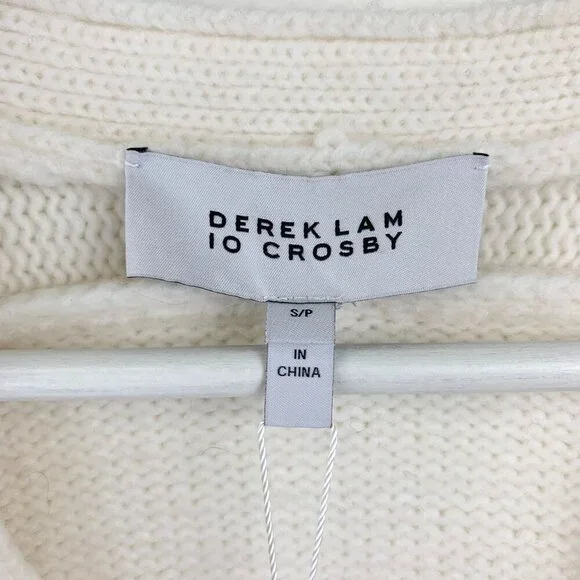 DEREK LAM
10 CROSBY
S/P
IN
CHINA